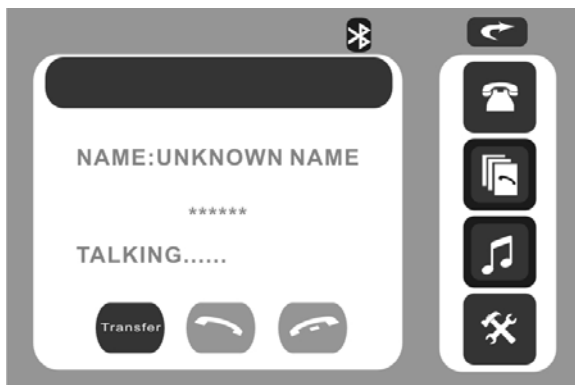 NAME:UNKNOWN NAME
******
TALKING......
Transfer